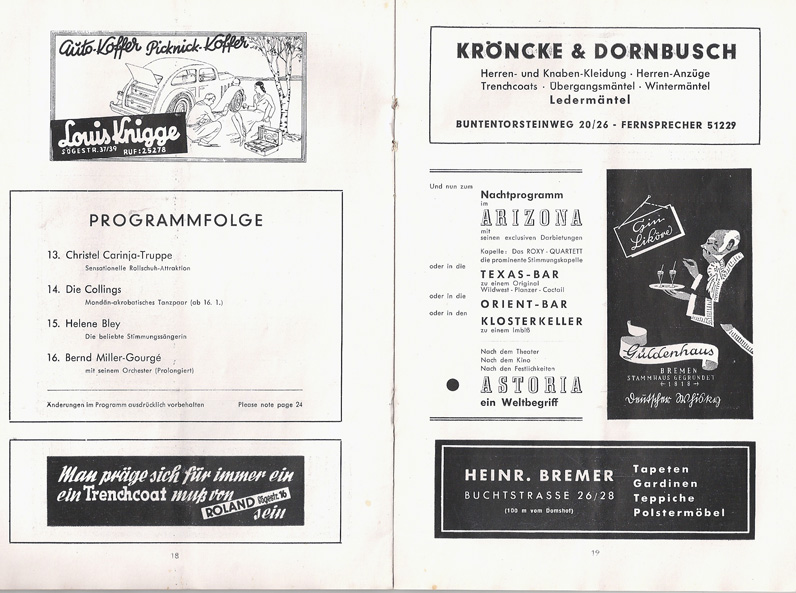 Auto-Koffer Picknick-Koffer
Louis Knigge
SÖGESTR. 37/39 RUF: 25278
PROGRAMMFOLGE
13. Christel Carinja-Truppe
Sensationelle Rollschuh-Attraktion
14. Die Collings
Mondän-akrobatisches Tanzpaar (ab 16. 1.)
15. Helene Bley
Die beliebte Stimmungssängerin
16. Bernd Miller-Gourgé
mit seinem Orchester (Prolongiert)
Änderungen im Programm ausdrücklich vorbehalten Please note page 24
Man präge sich für immer ein
ein Trenchcoat muß von
ROLAND Sögestr. 16
sein
18
KRÖNCKE & DORNBUSCH
Herren- und Knaben-Kleidung · Herren-Anzüge
Trenchcoats · Übergangsmäntel · Wintermäntel
Ledermäntel
BUNTENTORSTEINWEG 20/26 - FERNSPRECHER 51229
Und nun zum
Nachtprogramm
im
ARIZONA
mit
seinen exclusiven Darbietungen
Kapelle: Das ROXY-QUARTETT
die prominente Stimmungskapelle
oder in die
TEXAS-BAR
zu einem Original
Wildwest-Planzer-Coctail
oder in die
ORIENT-BAR
oder in den
KLOSTERKELLER
zu einem Imbiß
Nach dem Theater
Nach dem Kino
Nach den Festlichkeiten
ASTORIA
ein Weltbegriff
Gin
Liköre
Güldenhaus
BREMEN
STAMMHAUS GEGRÜNDET
1818
Deutscher Whisky
HEINR. BREMER
BUCHTSTRASSE 26/28
(100 m vom Domshof)
Tapeten
Gardinen
Teppiche
Polstermöbel
19